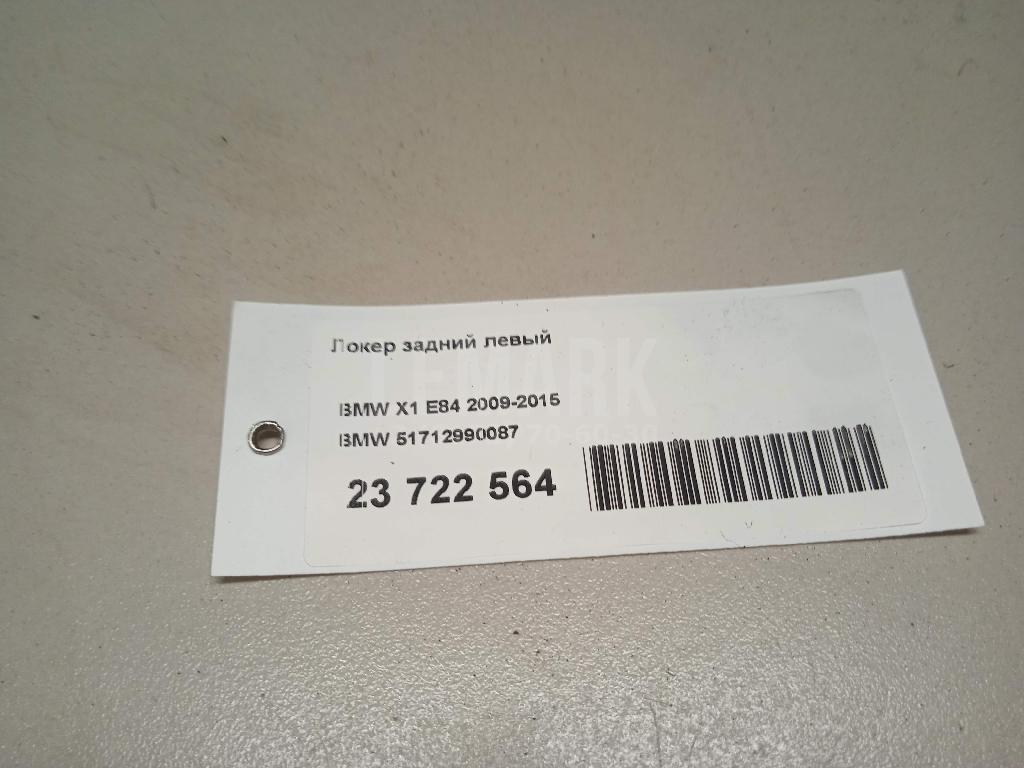 Локер задний левый
BMW X1 E84 2009-2015
BMW 51712990087
23 722 564